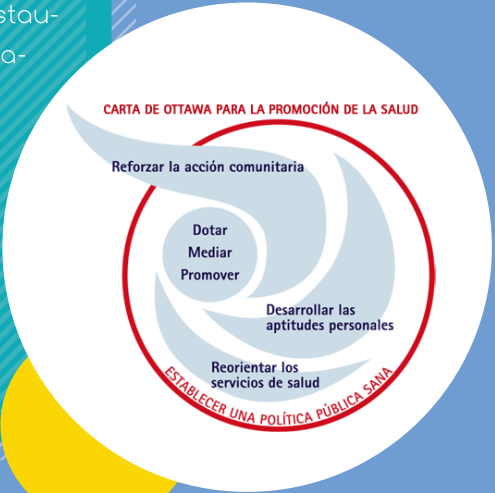 stau-
a-
CARTA DE OTTAWA PARA LA PROMOCIÓN DE LA SALUD
Reforzar la acción comunitaria
Dotar
Mediar
Promover
Desarrollar las
aptitudes personales
Reorientar los
servicios de salud
ESTABLECER UNA POLÍTICA PÚBLICA SANA